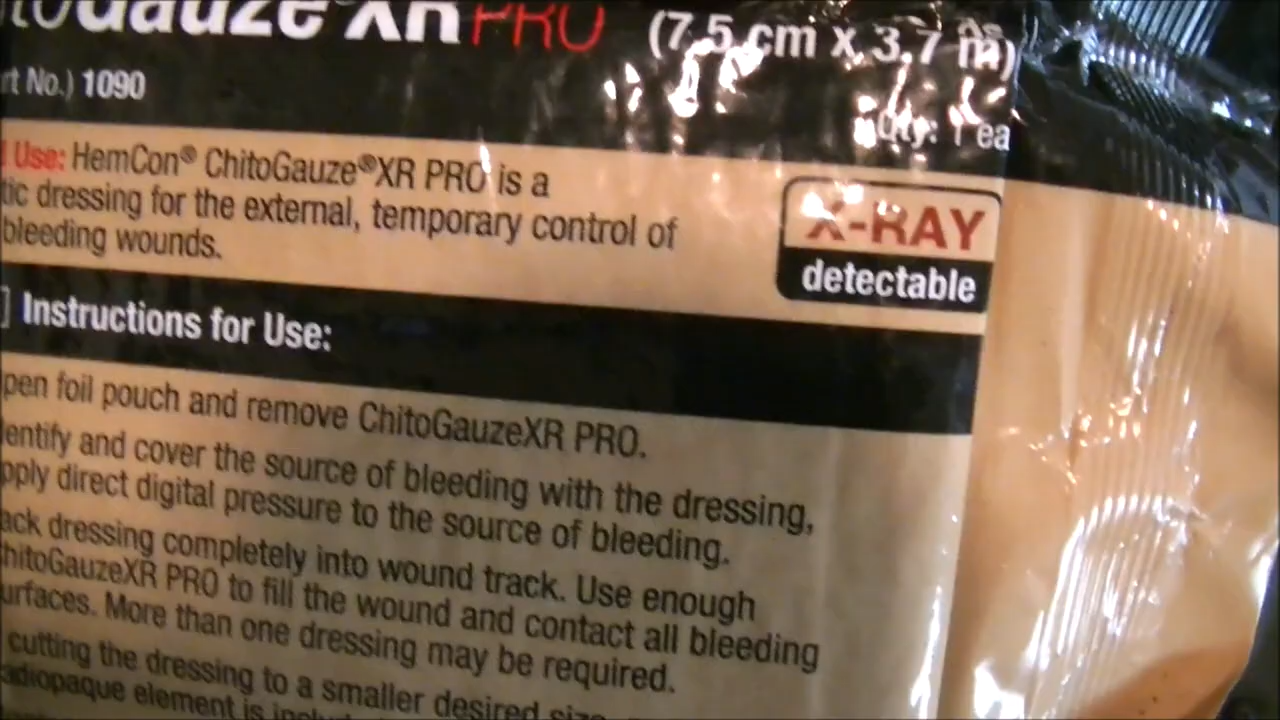 itoGauze®XR PRO (7.5 cm x 3.7 m)
rt No.) 1090
Qty: 1 ea
Use: HemCon® ChitoGauze®XR PRO is a
tic dressing for the external, temporary control of
bleeding wounds.
X-RAY
detectable
] Instructions for Use:
pen foil pouch and remove ChitoGauzeXR PRO.
entify and cover the source of bleeding with the dressing,
pply direct digital pressure to the source of bleeding.
ack dressing completely into wound track. Use enough
hitoGauzeXR PRO to fill the wound and contact all bleeding
urfaces. More than one dressing may be required.
cutting the dressing to a smaller desired size,
adiopaque element is